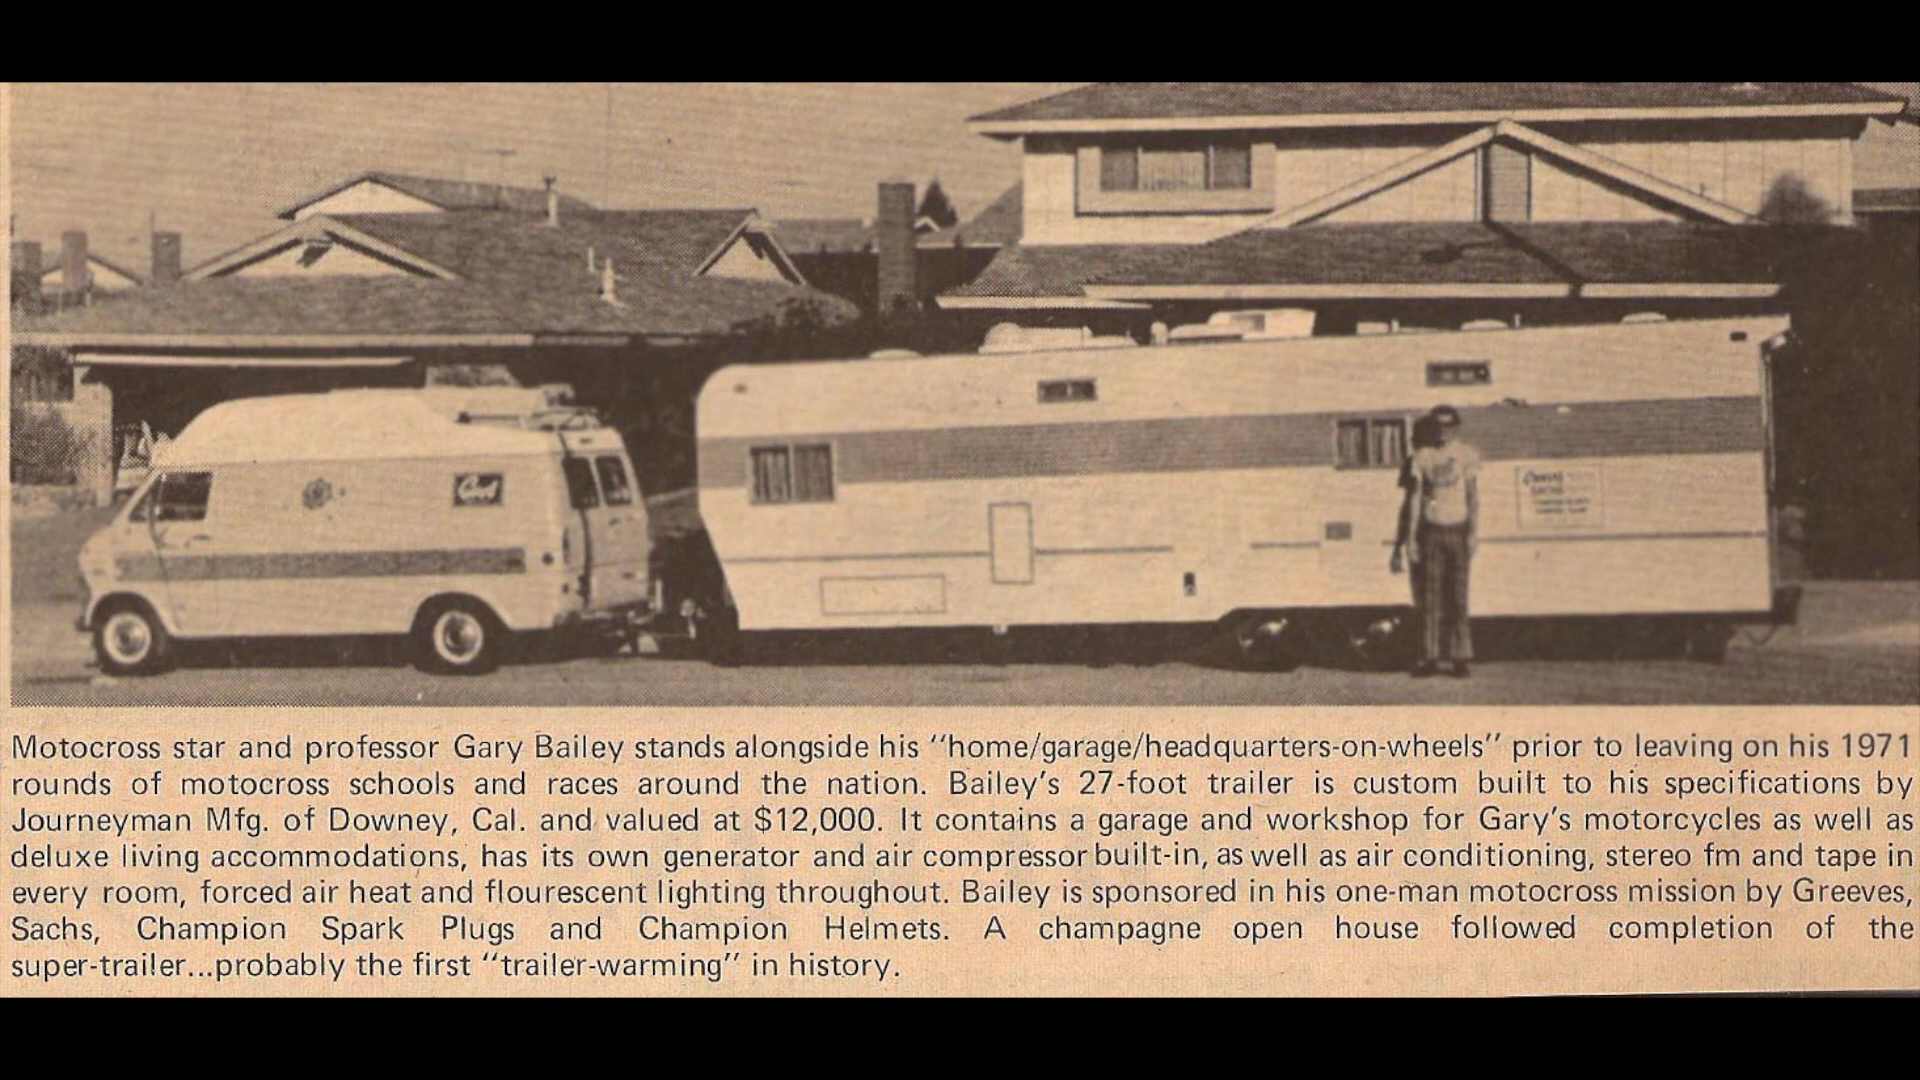 Motocross star and professor Gary Bailey stands alongside his "home/garage/headquarters-on-wheels" prior to leaving on his 1971
rounds of motocross schools and races around the nation. Bailey's 27-foot trailer is custom built to his specifications by
Journeyman Mfg. of Downey, Cal. and valued at $12,000. It contains a garage and workshop for Gary's motorcycles as well as
deluxe living accommodations, has its own generator and air compressor built-in, as well as air conditioning, stereo fm and tape in
every room, forced air heat and flourescent lighting throughout. Bailey is sponsored in his one-man motocross mission by Greeves,
Sachs, Champion Spark Plugs and Champion Helmets. A champagne open house followed completion of the
super-trailer...probably the first "trailer-warming" in history.